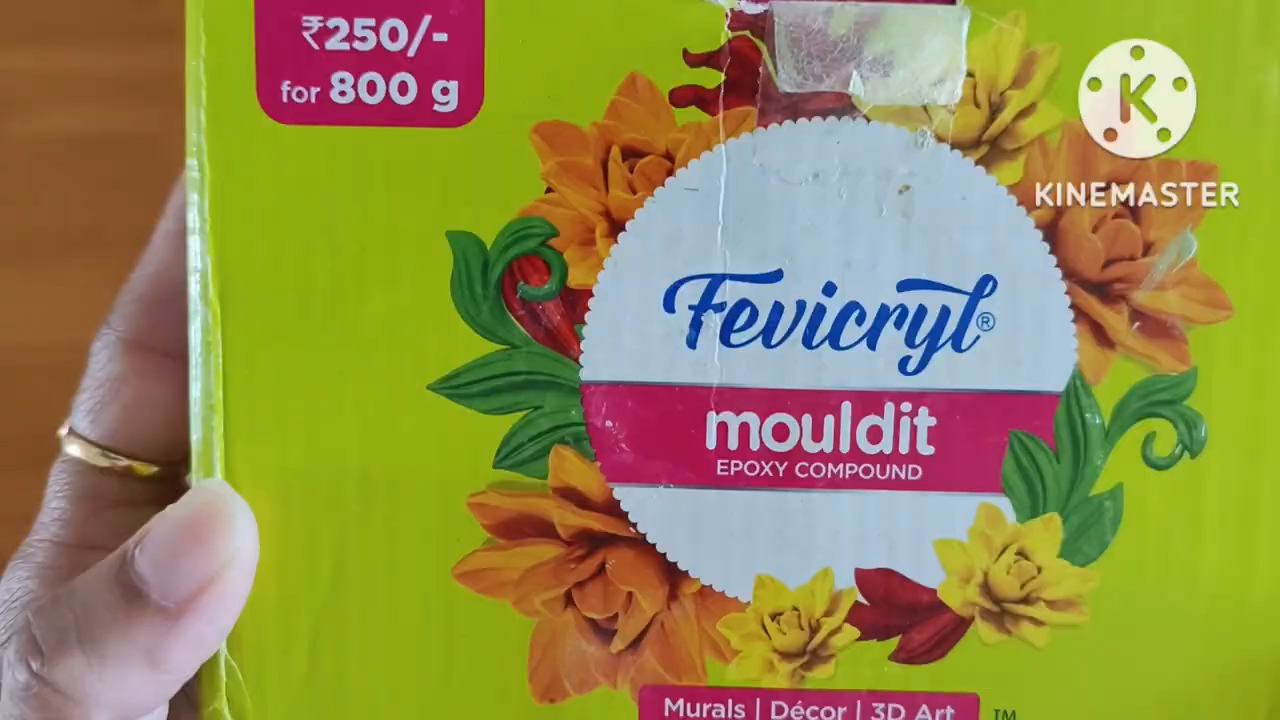 ₹250/-
for 800 g
K
KINEMASTER
Fevicryl®
mouldit
EPOXY COMPOUND
Murals | Décor | 3D Art
TM